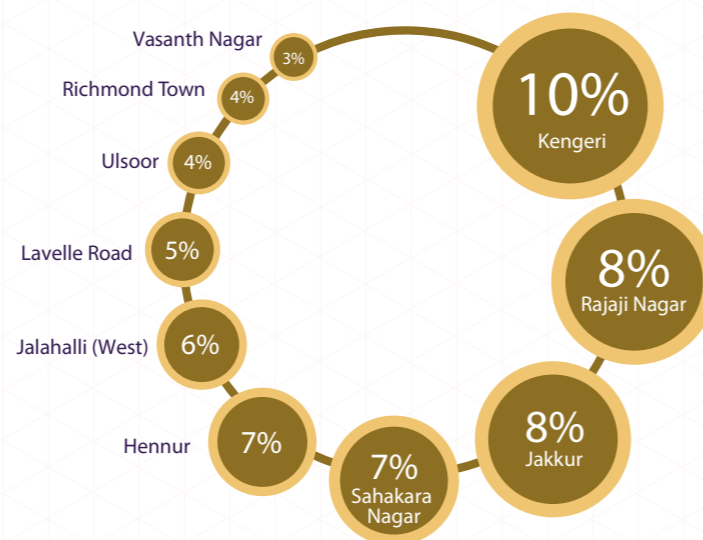 Vasanth Nagar
3%
Richmond Town
4%
Ulsoor
4%
Lavelle Road
5%
Jalahalli (West)
6%
Hennur
7%
7%
Sahakara
Nagar
8%
Jakkur
8%
Rajaji Nagar
10%
Kengeri